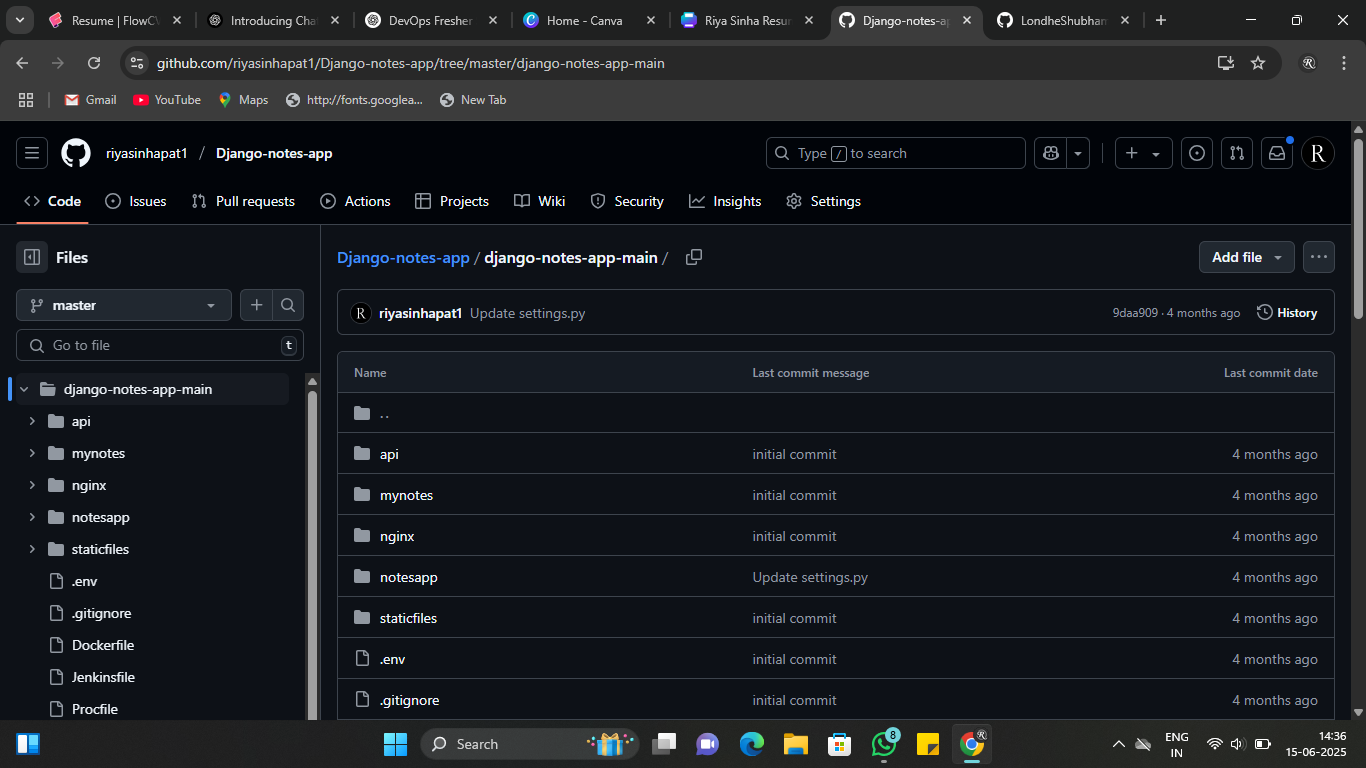 Resume | FlowCV
Introducing Cha
DevOps Fresher
Home - Canva
Riya Sinha Resu
Django-notes-ap
LondheShubham
github.com/riyasinhapat1/Django-notes-app/tree/master/django-notes-app-main
Gmail
YouTube
Maps
http://fonts.googlea...
New Tab
riyasinhapat1 / Django-notes-app
Type / to search
R
Code
Issues
Pull requests
Actions
Projects
Wiki
Security
Insights
Settings
Files
Django-notes-app / django-notes-app-main /
Add file
master
R riyasinhapat1 Update settings.py
9daa909 · 4 months ago
History
Go to file
t
Name Last commit message Last commit date
django-notes-app-main
api
mynotes
nginx
notesapp
staticfiles
.env
.gitignore
Dockerfile
Jenkinsfile
Procfile
..
api initial commit 4 months ago
mynotes initial commit 4 months ago
nginx initial commit 4 months ago
notesapp Update settings.py 4 months ago
staticfiles initial commit 4 months ago
.env initial commit 4 months ago
.gitignore initial commit 4 months ago
Search
8
ENG
IN
14:36
15-06-2025